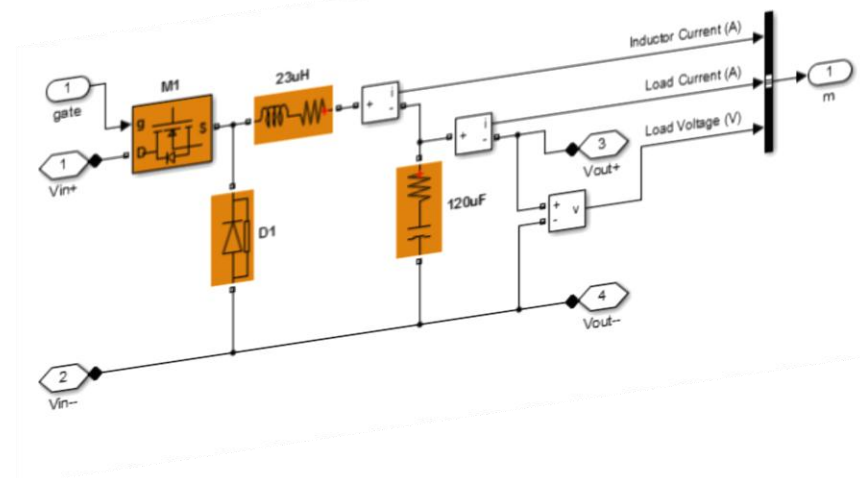 Inductor Current (A)
M1
23uH
1
gate
g
S
D
+
i
-
Load Current (A)
1
m
1
Vin+
+
i
-
Load Voltage (V)
3
Vout+
120uF
D1
+
-
v
4
Vout--
2
Vin--